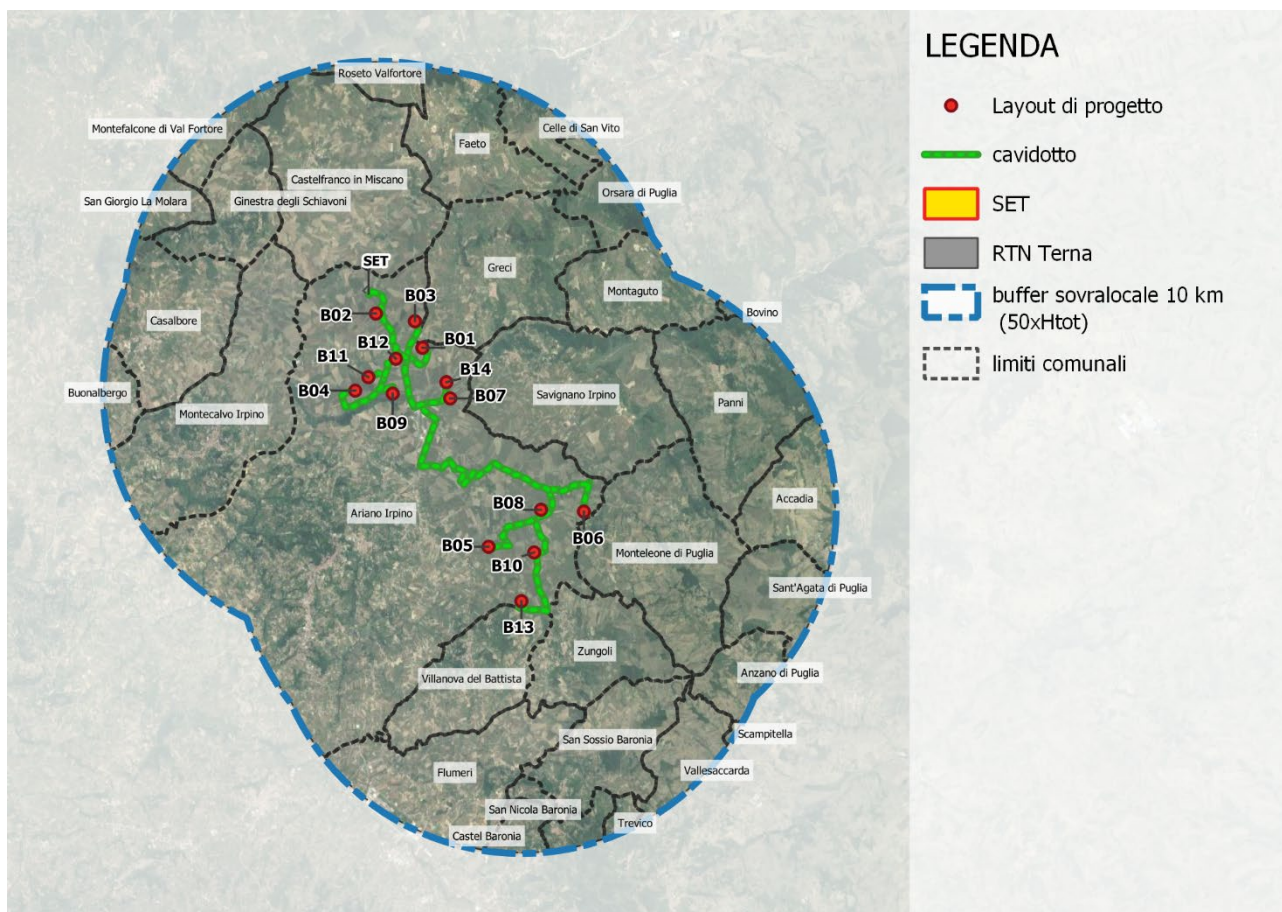 LEGENDA
Layout di progetto
cavidotto
SET
RTN Terna
buffer sovralocale 10 km
(50xHtot)
limiti comunali
Roseto Valfortore
Montefalcone di Val Fortore
Celle di San Vito
Faeto
Castelfranco in Miscano
Orsara di Puglia
San Giorgio La Molara
Ginestra degli Schiavoni
SET
Greci
Montaguto
B03
B02
Bovino
Casalbore
B01
B12
B11
B14
B04
B07
Savignano Irpino
Buonalbergo
Panni
Montecalvo Irpino
B09
Accadia
B08
Ariano Irpino
B06
B05
Monteleone di Puglia
B10
Sant'Agata di Puglia
B13
Zungoli
Anzano di Puglia
Villanova del Battista
Scampitella
San Sossio Baronia
Flumeri
Vallesaccarda
San Nicola Baronia
Trevico
Castel Baronia